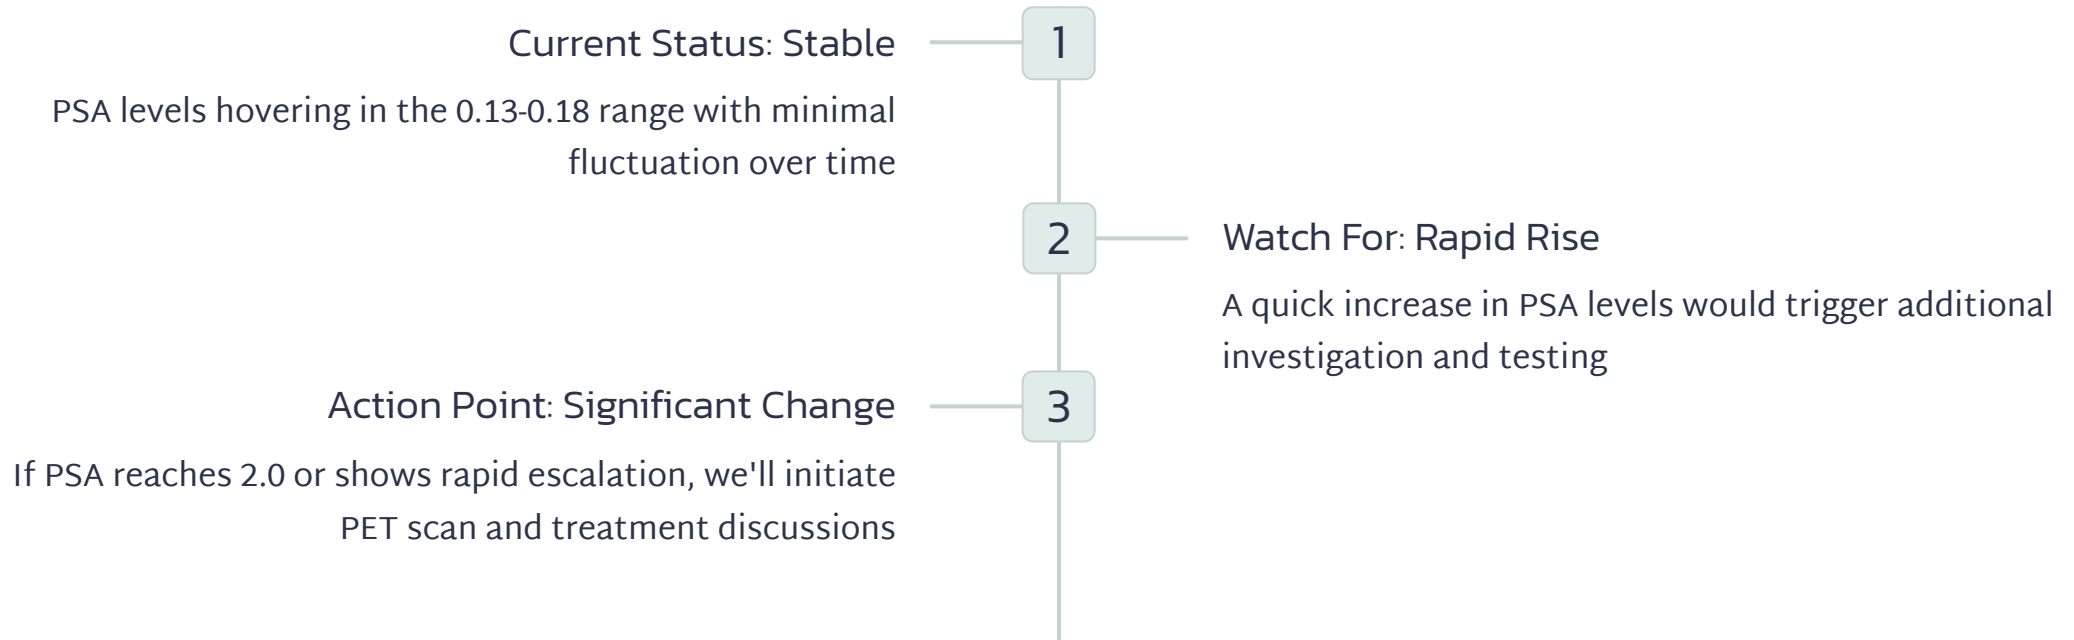 1
Current Status: Stable
PSA levels hovering in the 0.13-0.18 range with minimal
fluctuation over time
2
Watch For: Rapid Rise
A quick increase in PSA levels would trigger additional
investigation and testing
3
Action Point: Significant Change
If PSA reaches 2.0 or shows rapid escalation, we'll initiate
PET scan and treatment discussions